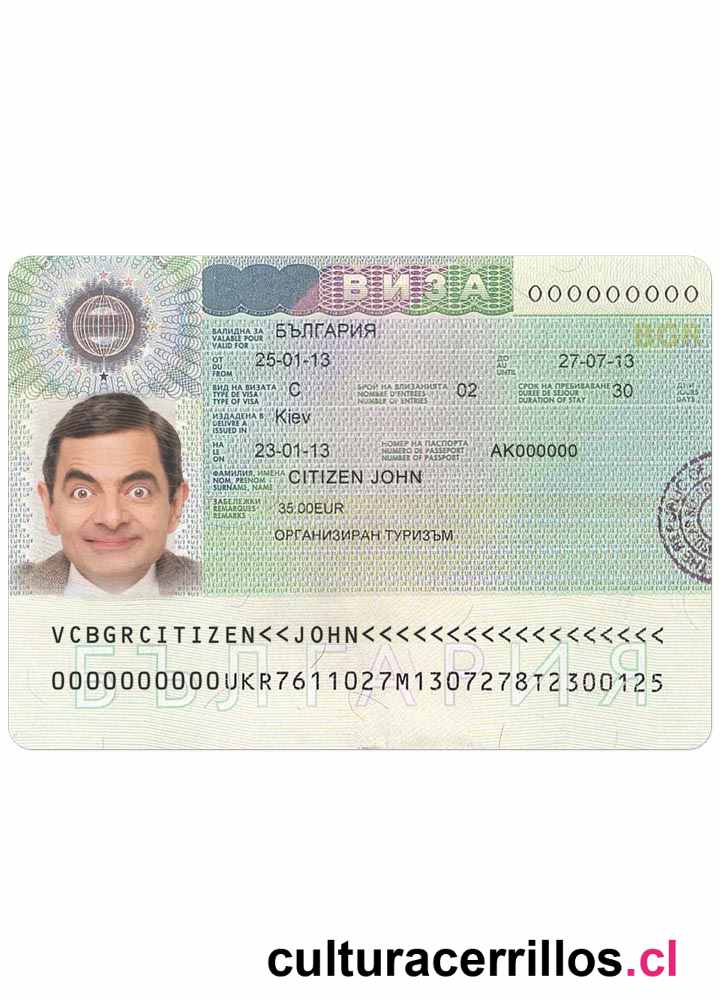 ВИЗА 000000000
БЪЛГАРИЯ
ВАЛИДНА ЗА
VALABLE POUR
VALID FOR
BGR
ОТ
DU
FROM
25-01-13
ДО
AU
UNTIL
27-07-13
ВИД НА ВИЗАТА
TYPE DE VISA
TYPE OF VISA
C
БРОЙ НА ВЛИЗАНИЯТА
NOMBRE D'ENTREES
NUMBER OF ENTRIES
02
СРОК НА ПРЕБИВАВАНЕ
DUREE DE SEJOUR
DURATION OF STAY
30
ДНИ
JOURS
DAYS
ИЗДАДЕНА В
DELIVRE A
ISSUED IN
Kiev
НА
LE
ON
23-01-13
НОМЕР НА ПАСПОРТА
NUMERO DE PASSEPORT
NUMBER OF PASSPORT
AK000000
ФАМИЛИЯ, ИМЕНА
NOM, PRENOM
SURNAME, NAME
CITIZEN JOHN
ЗАБЕЛЕЖКИ
REMARQUES
REMARKS
35.00EUR
ОРГАНИЗИРАН ТУРИЗЪМ
VCBGRCITIZEN<<JOHN<<<<<<<<<<<<<<<<<<
БЪЛГАРИЯ
0000000000UKR7611027M1307278T2300125
culturacerrillos.cl